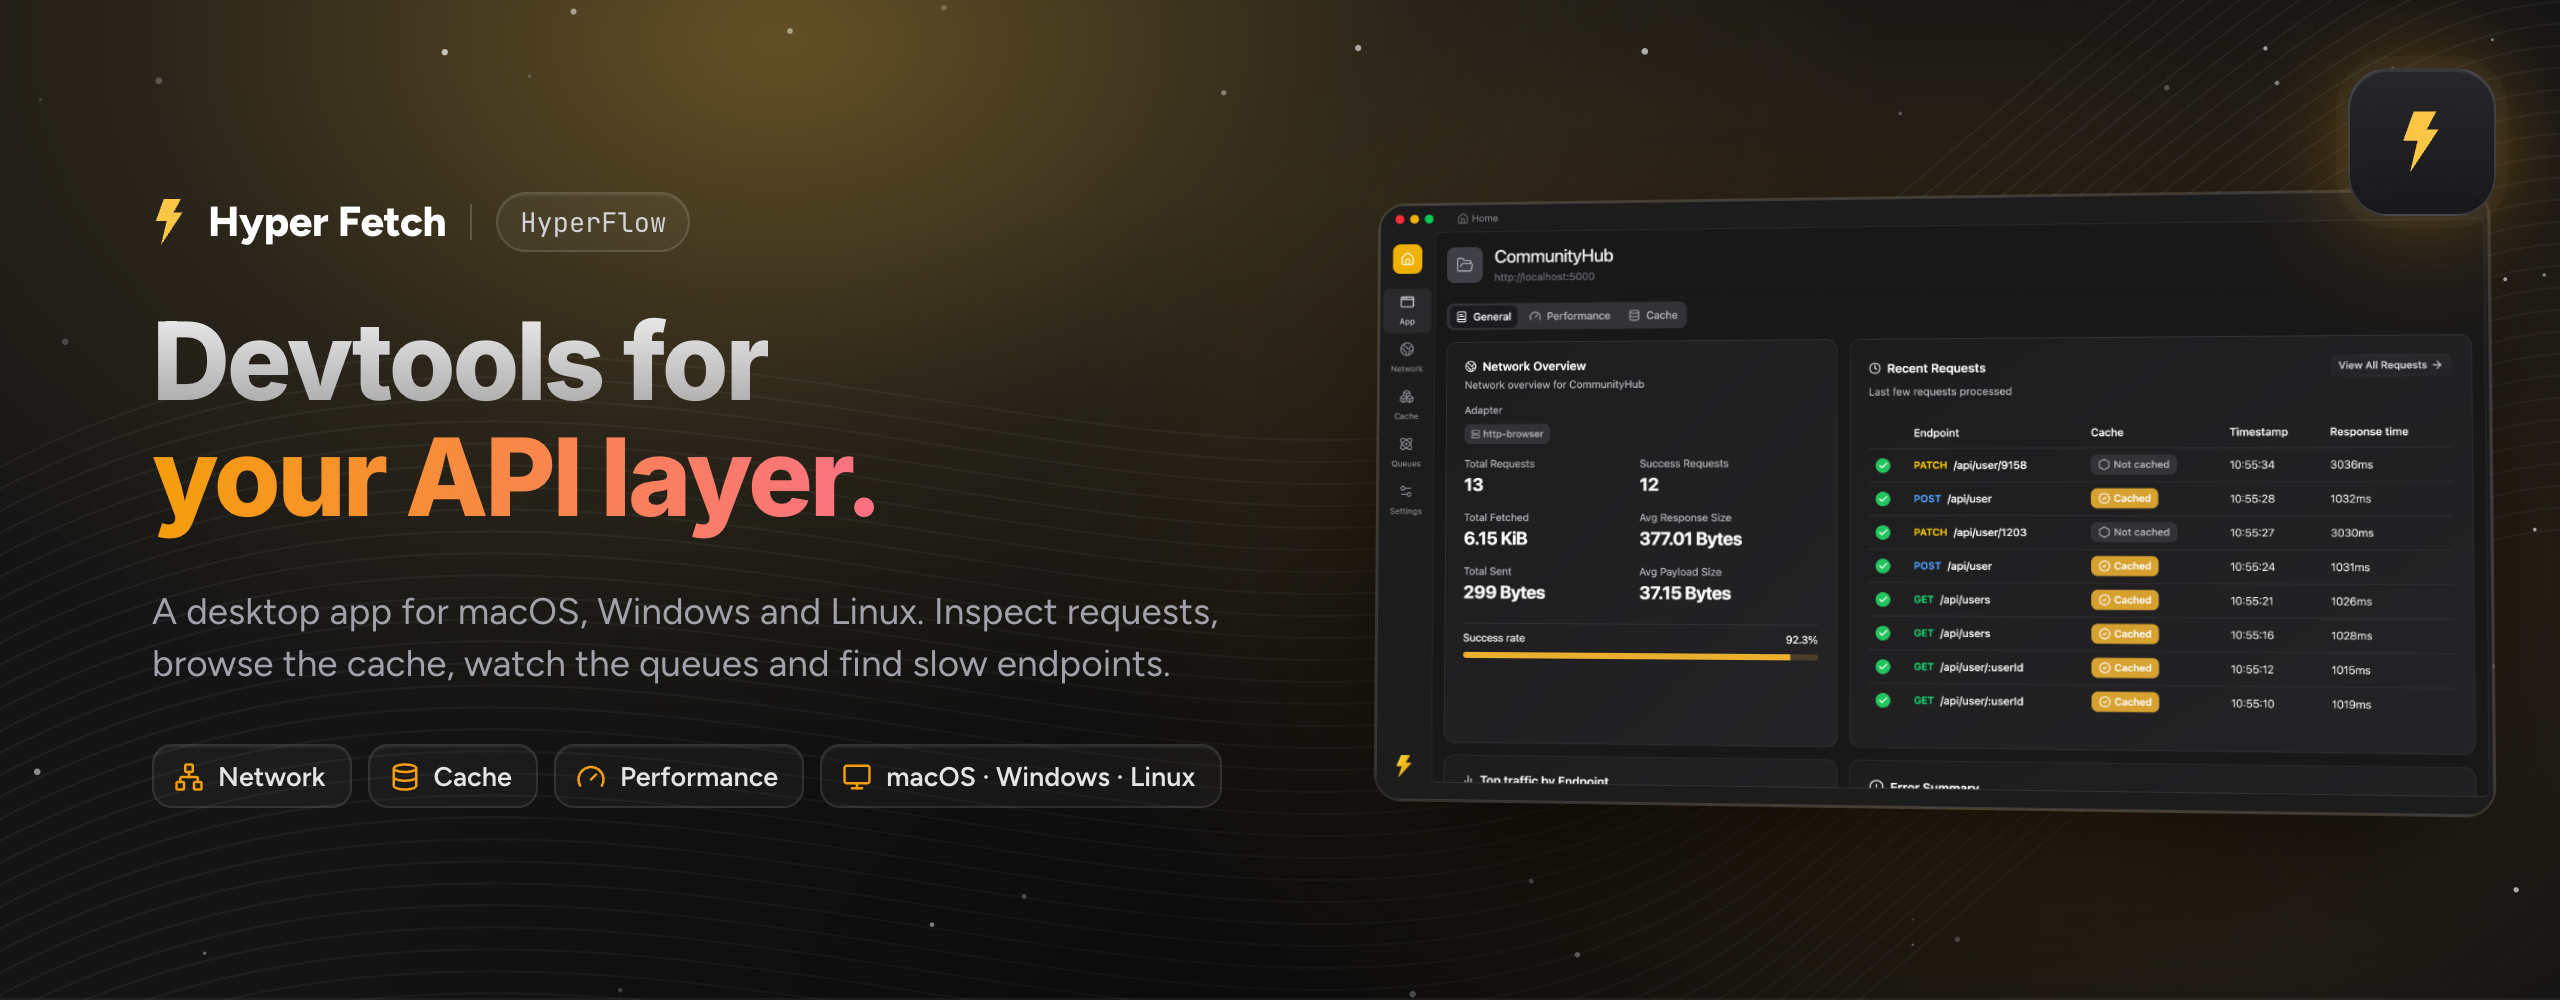 Hyper Fetch
HyperFlow
Devtools for
your API layer.
A desktop app for macOS, Windows and Linux. Inspect requests,
browse the cache, watch the queues and find slow endpoints.
Network
Cache
Performance
macOS · Windows · Linux
Home
App
Network
Cache
Queues
Settings
CommunityHub
http://localhost:5000
General
Performance
Cache
Network Overview
Network overview for CommunityHub
Adapter
http-browser
Total Requests
13
Success Requests
12
Total Fetched
6.15 KiB
Avg Response Size
377.01 Bytes
Total Sent
299 Bytes
Avg Payload Size
37.15 Bytes
Success rate
92.3%
Recent Requests
View All Requests →
Last few requests processed
Endpoint Cache Timestamp Response time
PATCH /api/user/9158 Not cached 10:55:34 3036ms
POST /api/user Cached 10:55:28 1032ms
PATCH /api/user/1203 Not cached 10:55:27 3030ms
POST /api/user Cached 10:55:24 1031ms
GET /api/users Cached 10:55:21 1026ms
GET /api/users Cached 10:55:16 1028ms
GET /api/user/:userId Cached 10:55:12 1015ms
GET /api/user/:userId Cached 10:55:10 1019ms
Top traffic by Endpoint
Error Summary